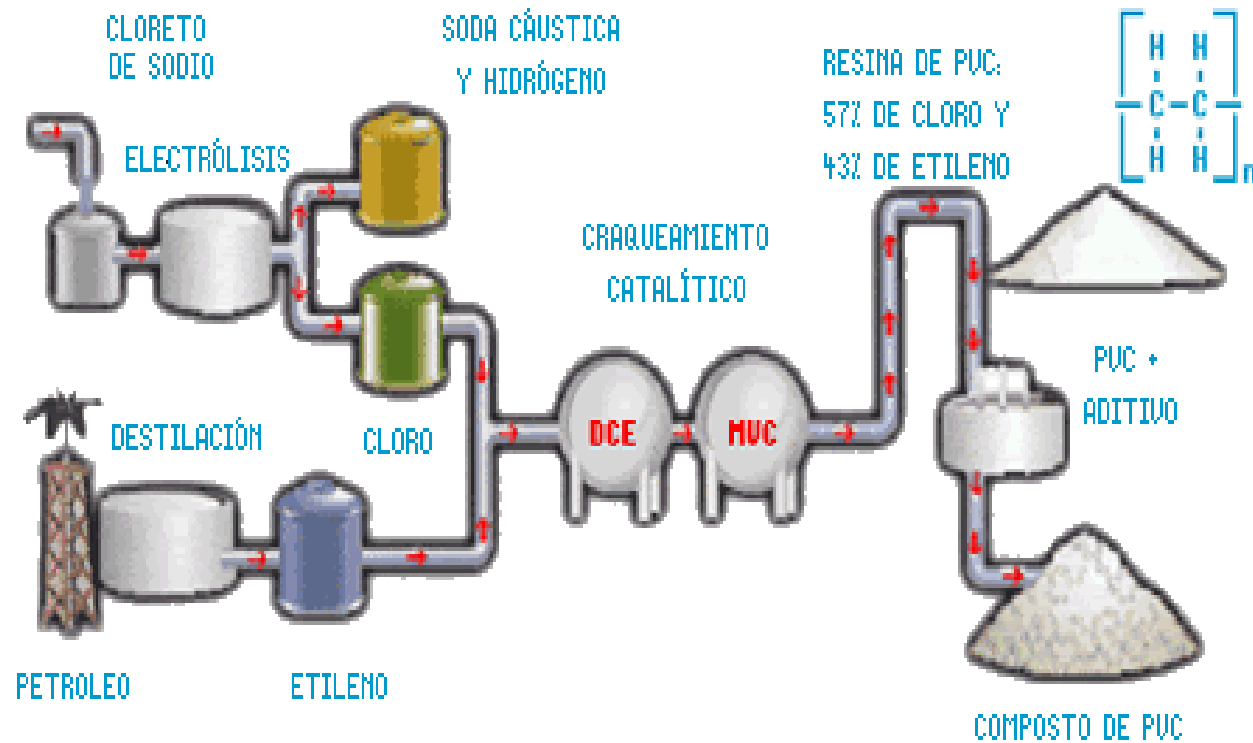 CLORETO
DE SODIO
SODA CÁUSTICA
Y HIDRÓGENO
RESINA DE PVC:
57% DE CLORO Y
43% DE ETILENO
H H
C-C
H H
n
ELECTRÓLISIS
CRAQUEAMIENTO
CATALÍTICO
PVC +
ADITIVO
DESTILACIÓN
CLORO
DCE
MVC
PETROLEO
ETILENO
COMPOSTO DE PVC